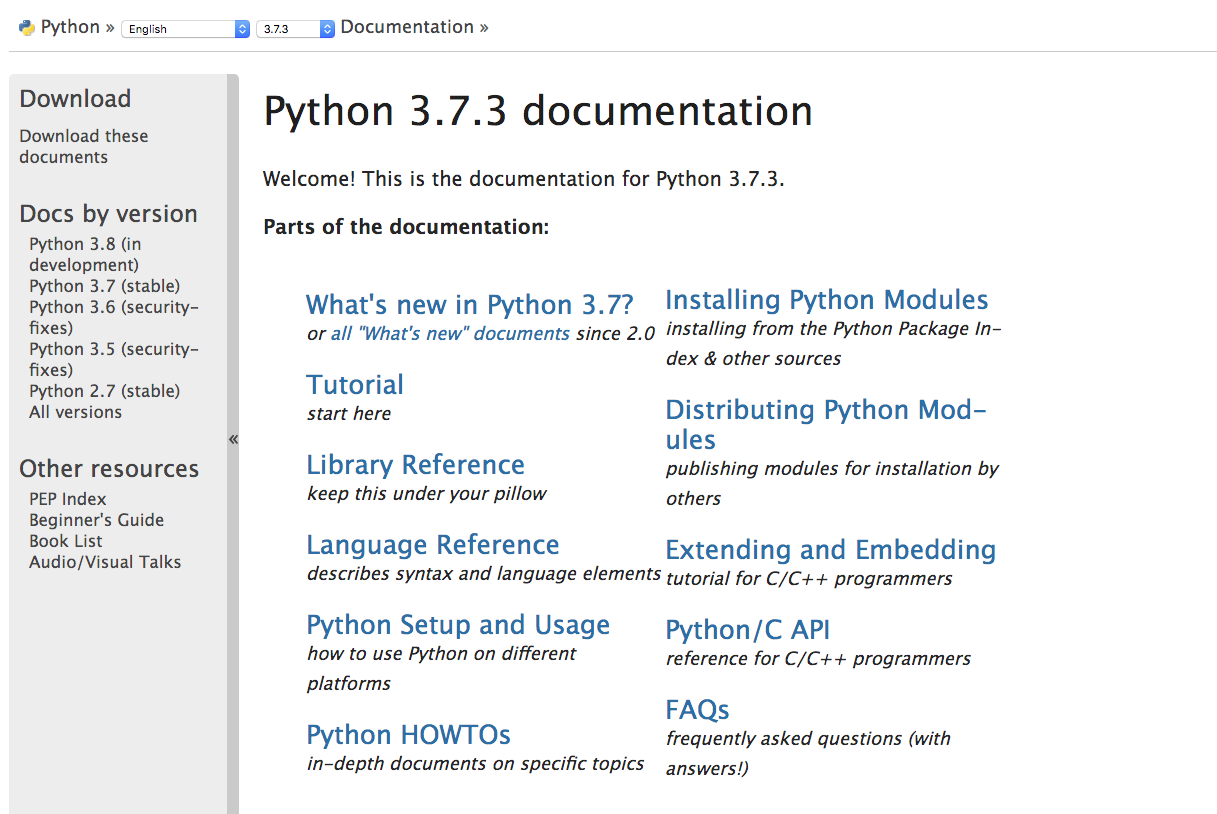 Python » English 3.7.3 Documentation »
Download
Download these
documents
Docs by version
Python 3.8 (in
development)
Python 3.7 (stable)
Python 3.6 (security-
fixes)
Python 3.5 (security-
fixes)
Python 2.7 (stable)
All versions
Other resources
PEP Index
Beginner's Guide
Book List
Audio/Visual Talks
«
Python 3.7.3 documentation
Welcome! This is the documentation for Python 3.7.3.
Parts of the documentation:
What's new in Python 3.7?
or all "What's new" documents since 2.0
Tutorial
start here
Library Reference
keep this under your pillow
Language Reference
describes syntax and language elements
Python Setup and Usage
how to use Python on different
platforms
Python HOWTOs
in-depth documents on specific topics
Installing Python Modules
installing from the Python Package In-
dex & other sources
Distributing Python Mod-
ules
publishing modules for installation by
others
Extending and Embedding
tutorial for C/C++ programmers
Python/C API
reference for C/C++ programmers
FAQs
frequently asked questions (with
answers!)